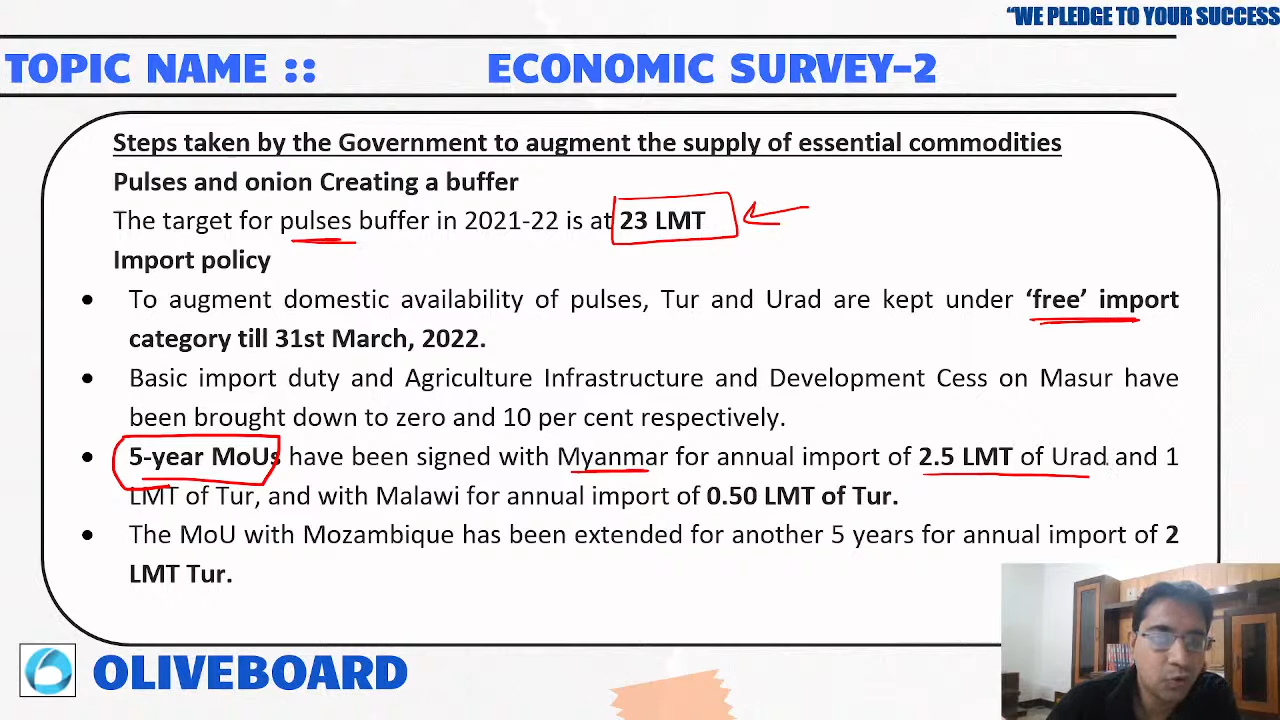 “WE PLEDGE TO YOUR SUCCESS
TOPIC NAME :: ECONOMIC SURVEY-2
Steps taken by the Government to augment the supply of essential commodities
Pulses and onion Creating a buffer
The target for pulses buffer in 2021-22 is at 23 LMT
Import policy
• To augment domestic availability of pulses, Tur and Urad are kept under ‘free’ import
category till 31st March, 2022.
• Basic import duty and Agriculture Infrastructure and Development Cess on Masur have
been brought down to zero and 10 per cent respectively.
• 5-year MoUs have been signed with Myanmar for annual import of 2.5 LMT of Urad and 1
LMT of Tur, and with Malawi for annual import of 0.50 LMT of Tur.
• The MoU with Mozambique has been extended for another 5 years for annual import of 2
LMT Tur.
OLIVEBOARD